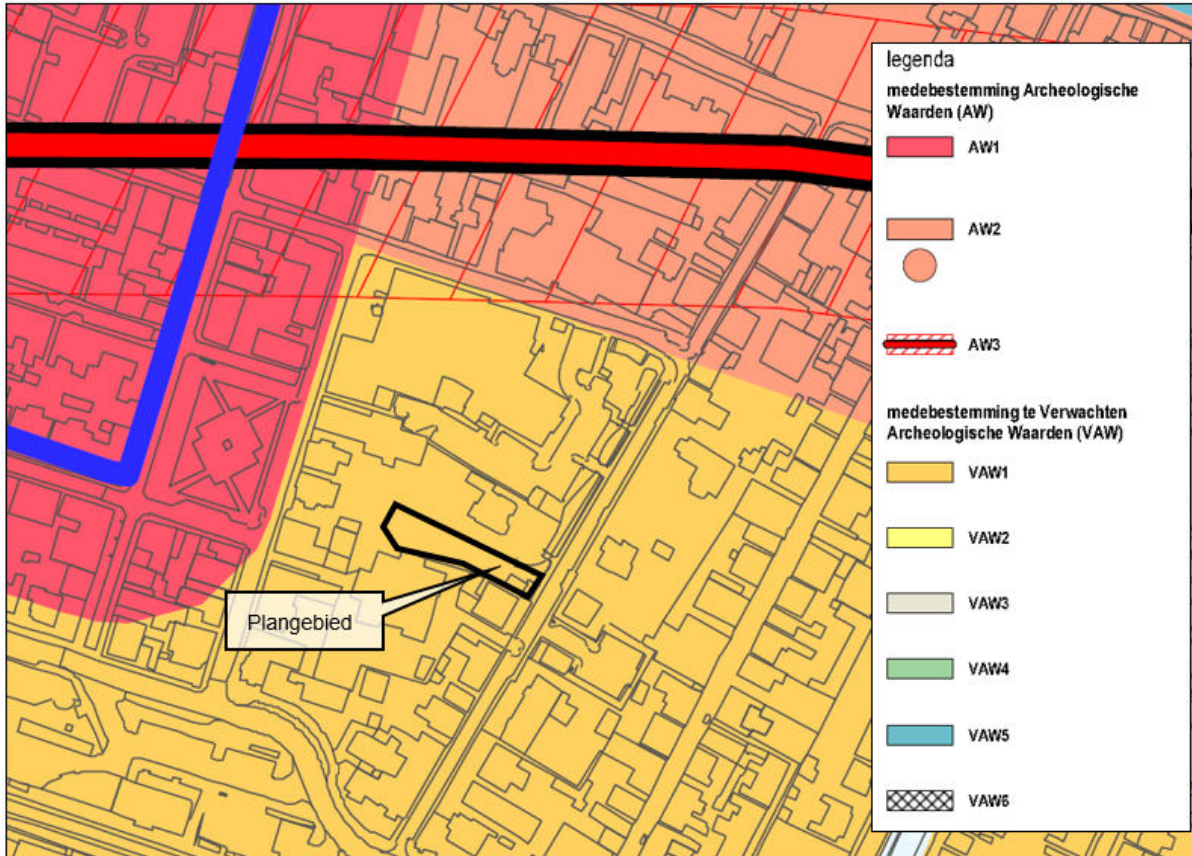 legenda
medebestemming Archeologische
Waarden (AW)
AW1
AW2
AW3
medebestemming te Verwachten
Archeologische Waarden (VAW)
VAW1
VAW2
VAW3
VAW4
VAW5
VAW6
Plangebied